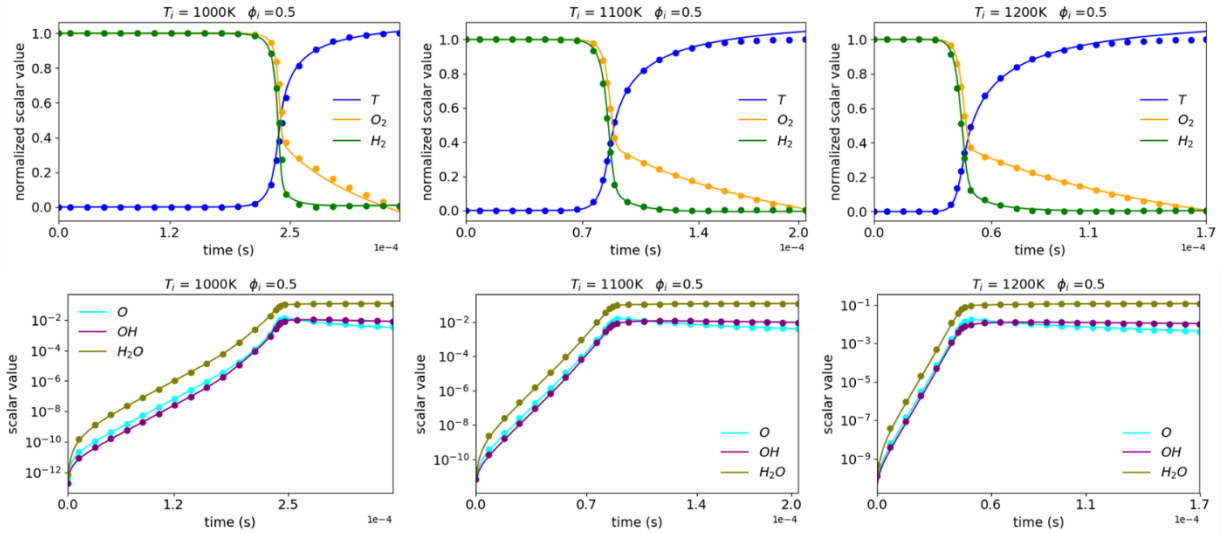 T_i = 1000K ϕ_i =0.5
normalized scalar value
1.0
0.8
0.6
0.4
0.2
0.0
T
O_2
H_2
0.0 1.2 2.5
1e−4
time (s)
T_i = 1100K ϕ_i =0.5
normalized scalar value
1.0
0.8
0.6
0.4
0.2
0.0
T
O_2
H_2
0.0 0.7 1.4 2.0
1e−4
time (s)
T_i = 1200K ϕ_i =0.5
normalized scalar value
1.0
0.8
0.6
0.4
0.2
0.0
T
O_2
H_2
0.0 0.6 1.1 1.7
1e−4
time (s)
T_i = 1000K ϕ_i =0.5
scalar value
10^−2
10^−4
10^−6
10^−8
10^−10
10^−12
O
OH
H_2O
0.0 1.2 2.5
1e−4
time (s)
T_i = 1100K ϕ_i =0.5
scalar value
10^−2
10^−4
10^−6
10^−8
10^−10
O
OH
H_2O
0.0 0.7 1.4 2.0
1e−4
time (s)
T_i = 1200K ϕ_i =0.5
scalar value
10^−1
10^−3
10^−5
10^−7
10^−9
O
OH
H_2O
0.0 0.6 1.1 1.7
1e−4
time (s)